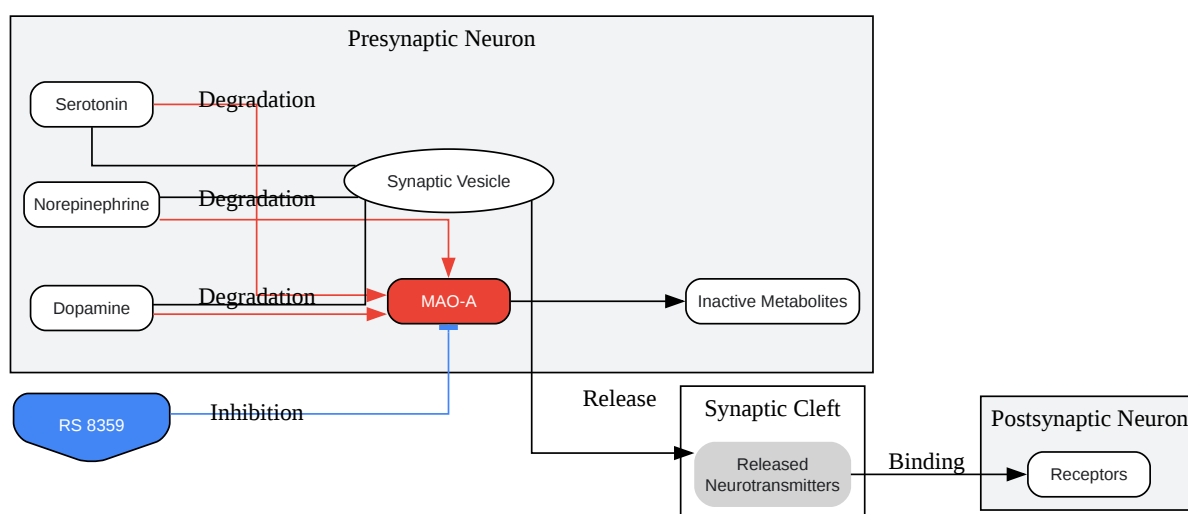 Presynaptic Neuron
Serotonin
Degradation
Synaptic Vesicle
Norepinephrine
Degradation
Dopamine
Degradation
MAO-A
Inactive Metabolites
RS 8359
Inhibition
Release
Synaptic Cleft
Released
Neurotransmitters
Binding
Postsynaptic Neuron
Receptors